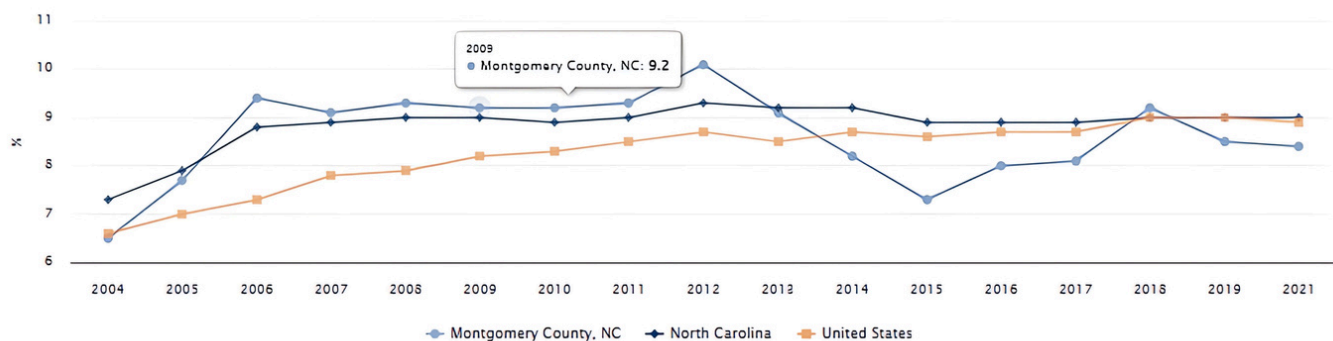 11
2009
Montgomery County, NC: 9.2
10
9
%
8
7
6
2004 2005 2006 2007 2008 2009 2010 2011 2012 2013 2014 2015 2016 2017 2018 2019 2021
Montgomery County, NC North Carolina United States